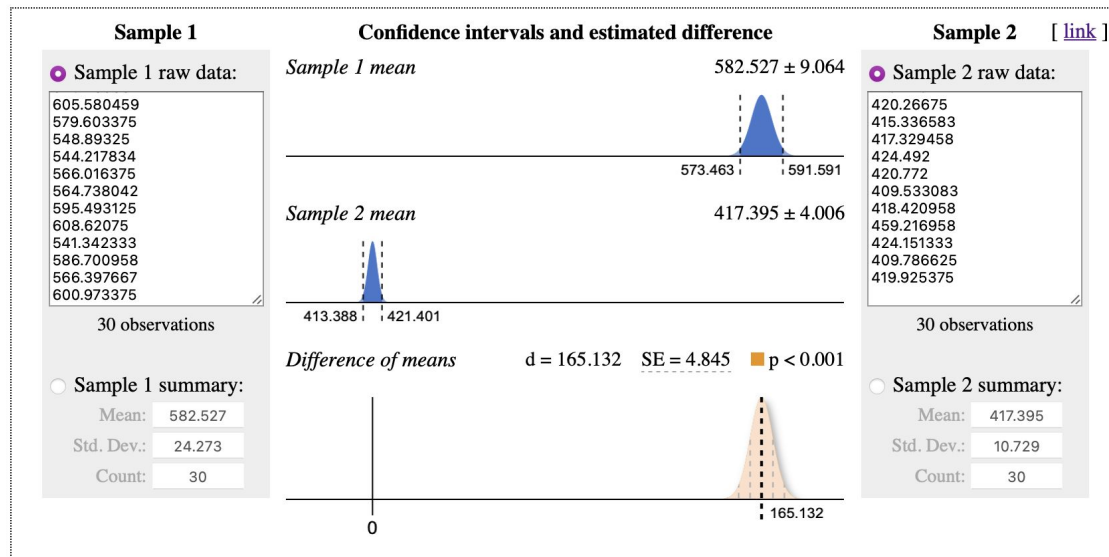 Sample 1
Sample 1 raw data:
605.580459
579.603375
548.89325
544.217834
566.016375
564.738042
595.493125
608.62075
541.342333
586.700958
566.397667
600.973375
30 observations
Sample 1 summary:
Mean: 582.527
Std. Dev.: 24.273
Count: 30
Confidence intervals and estimated difference
Sample 1 mean 582.527 ± 9.064
573.463 591.591
Sample 2 mean 417.395 ± 4.006
413.388 421.401
Difference of means d = 165.132 SE = 4.845 p < 0.001
165.132
0
Sample 2 [ link ]
Sample 2 raw data:
420.26675
415.336583
417.329458
424.492
420.772
409.533083
418.420958
459.216958
424.151333
409.786625
419.925375
30 observations
Sample 2 summary:
Mean: 417.395
Std. Dev.: 10.729
Count: 30